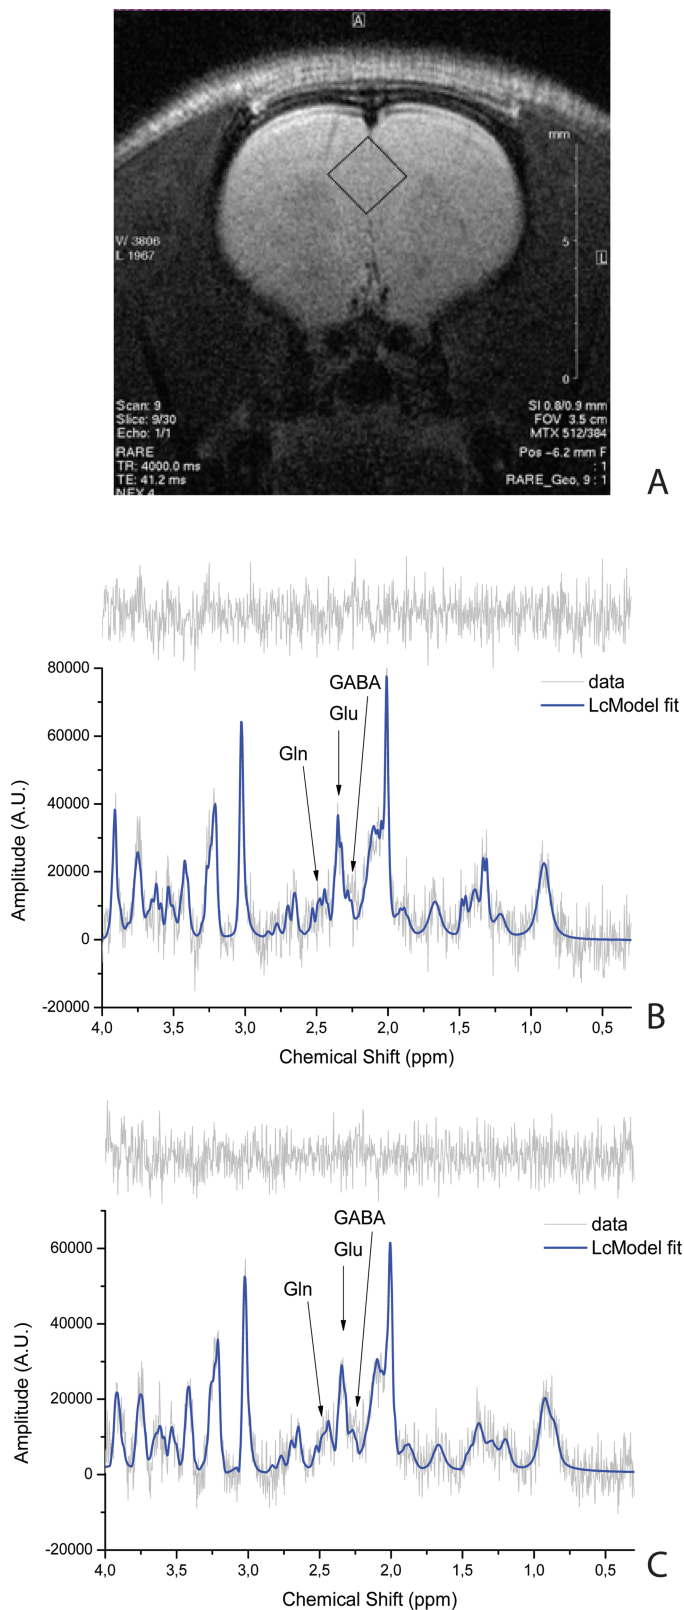 A
mm
W 3806
L 1967
5
L
0
Scan: 9
Slice: 9/30
Echo: 1/1
RARE
TR: 4000.0 ms
TE: 41.2 ms
NEX 4
SI 0.8/0.9 mm
FOV 3.5 cm
MTX 512/384
Pos -6.2 mm F
: 1
RARE_Geo, 9 : 1
A
80000
60000
40000
20000
0
-20000
Amplitude (A.U.)
GABA
Glu
Gln
data
LcModel fit
4,0 3,5 3,0 2,5 2,0 1,5 1,0 0,5
Chemical Shift (ppm)
B
60000
40000
20000
0
-20000
Amplitude (A.U.)
GABA
Glu
Gln
data
LcModel fit
4,0 3,5 3,0 2,5 2,0 1,5 1,0 0,5
Chemical Shift (ppm)
C